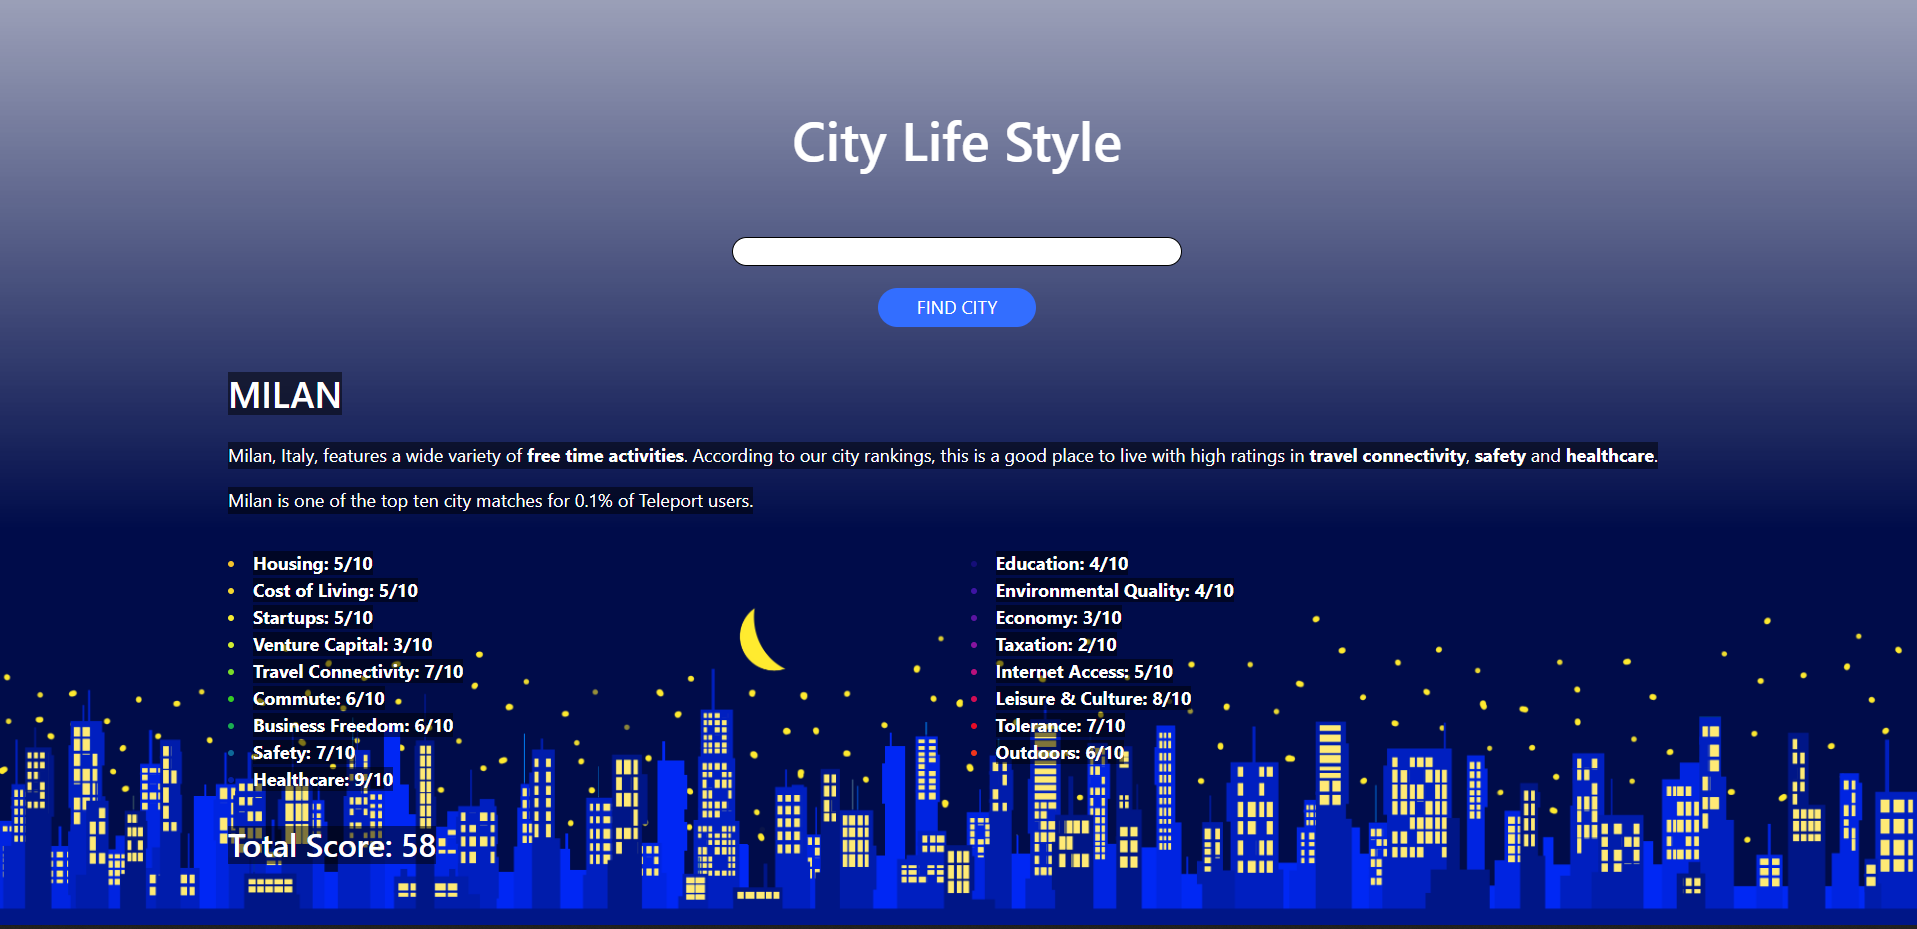 City Life Style
FIND CITY
MILAN
Milan, Italy, features a wide variety of free time activities. According to our city rankings, this is a good place to live with high ratings in travel connectivity, safety and healthcare.
Milan is one of the top ten city matches for 0.1% of Teleport users.
Housing: 5/10
Cost of Living: 5/10
Startups: 5/10
Venture Capital: 3/10
Travel Connectivity: 7/10
Commute: 6/10
Business Freedom: 6/10
Safety: 7/10
Healthcare: 9/10
Education: 4/10
Environmental Quality: 4/10
Economy: 3/10
Taxation: 2/10
Internet Access: 5/10
Leisure & Culture: 8/10
Tolerance: 7/10
Outdoors: 6/10
Total Score: 58